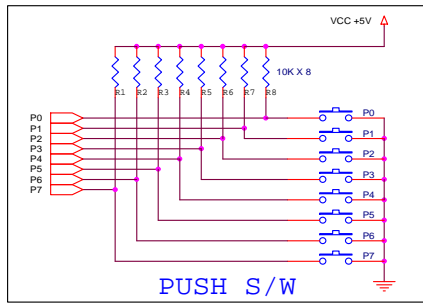 VCC +5V
10K X 8
R1 R2 R3 R4 R5 R6 R7 R8
P0
P1
P2
P3
P4
P5
P6
P7
P0
P1
P2
P3
P4
P5
P6
P7
PUSH S/W